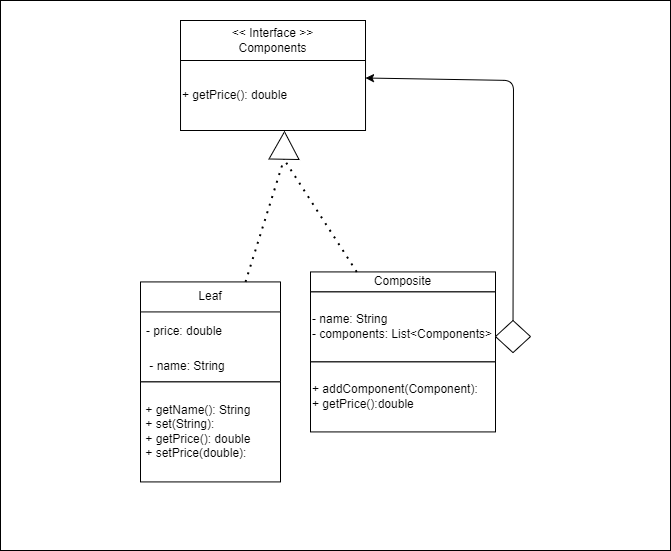 << Interface >>
Components
+ getPrice(): double
Leaf
- price: double
- name: String
+ getName(): String
+ set(String):
+ getPrice(): double
+ setPrice(double):
Composite
- name: String
- components: List<Components>
+ addComponent(Component):
+ getPrice():double